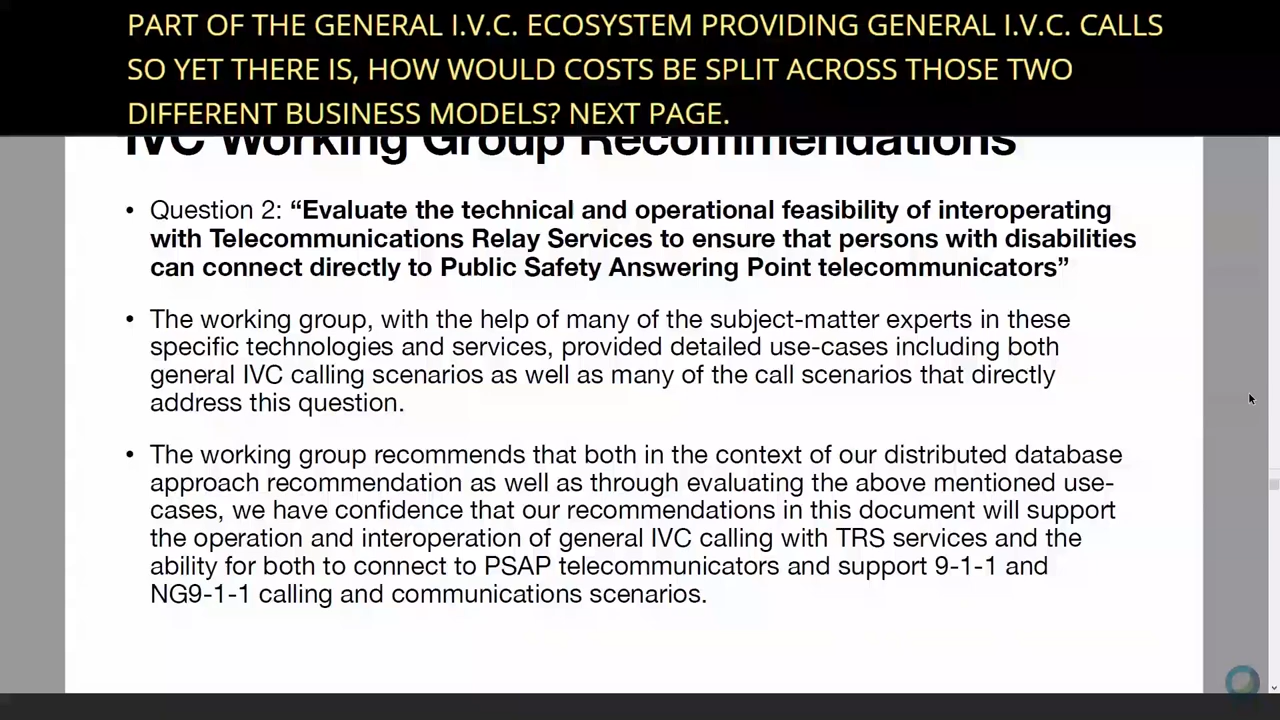 PART OF THE GENERAL I.V.C. ECOSYSTEM PROVIDING GENERAL I.V.C. CALLS
SO YET THERE IS, HOW WOULD COSTS BE SPLIT ACROSS THOSE TWO
DIFFERENT BUSINESS MODELS? NEXT PAGE.
IVC Working Group Recommendations
• Question 2: “Evaluate the technical and operational feasibility of interoperating
with Telecommunications Relay Services to ensure that persons with disabilities
can connect directly to Public Safety Answering Point telecommunicators”
• The working group, with the help of many of the subject-matter experts in these
specific technologies and services, provided detailed use-cases including both
general IVC calling scenarios as well as many of the call scenarios that directly
address this question.
• The working group recommends that both in the context of our distributed database
approach recommendation as well as through evaluating the above mentioned use-
cases, we have confidence that our recommendations in this document will support
the operation and interoperation of general IVC calling with TRS services and the
ability for both to connect to PSAP telecommunicators and support 9-1-1 and
NG9-1-1 calling and communications scenarios.